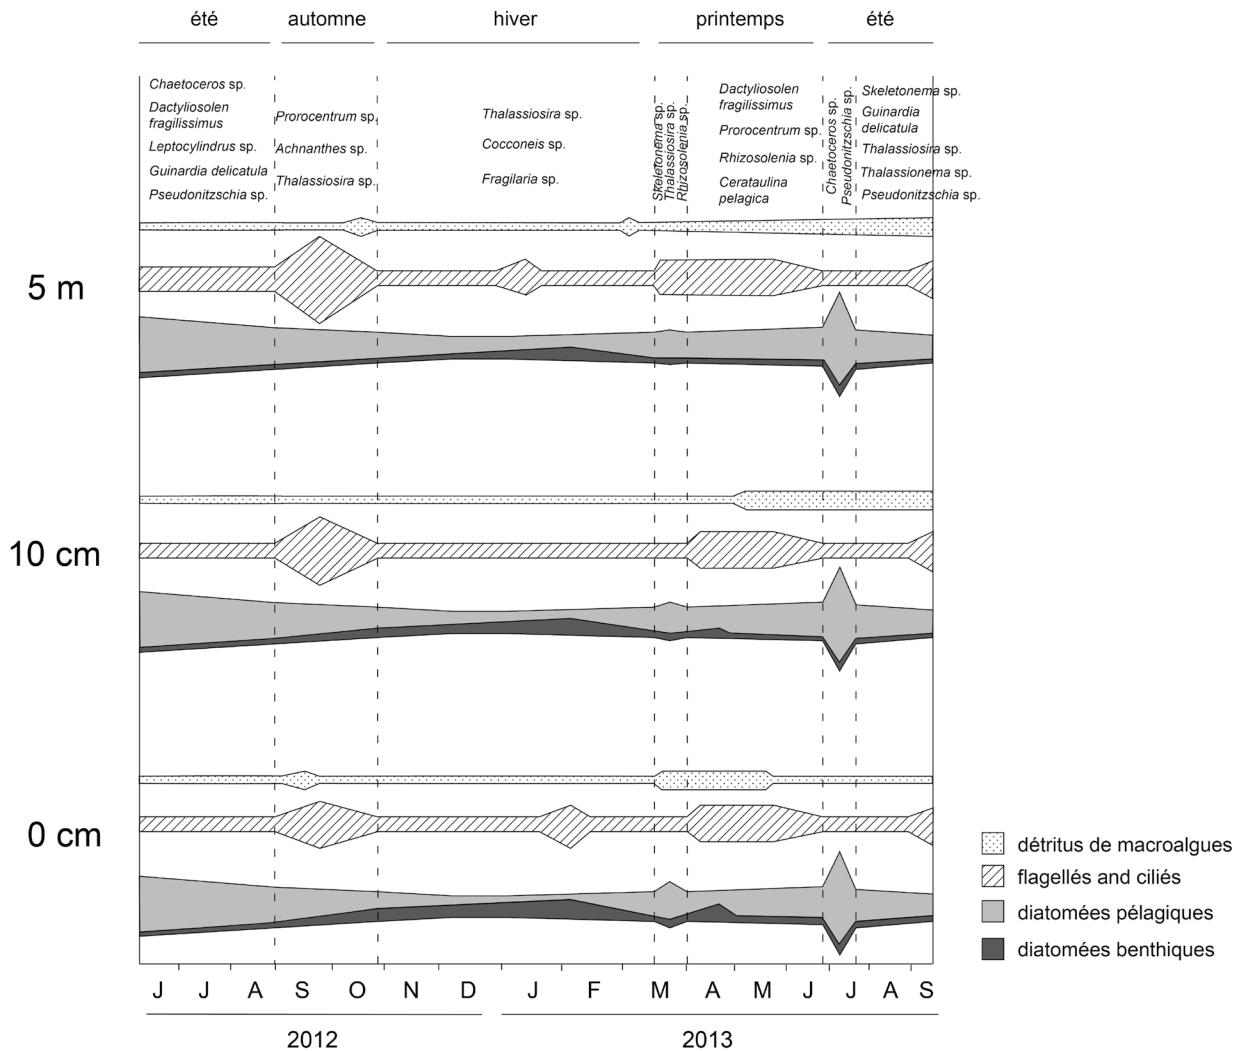 été automne hiver printemps été
Chaetoceros sp.
Dactyliosolen
fragilissimus
Leptocylindrus sp.
Guinardia delicatula
Pseudonitzschia sp.
Prorocentrum sp.
Achnanthes sp.
Thalassiosira sp.
Thalassiosira sp.
Cocconeis sp.
Fragilaria sp.
Skeletonema sp.
Thalassiosira sp.
Rhizosolenia sp.
Dactyliosolen
fragilissimus
Prorocentrum sp.
Rhizosolenia sp.
Cerataulina
pelagica
Chaetoceros sp.
Pseudonitzschia sp.
Skeletonema sp.
Guinardia
delicatula
Thalassiosira sp.
Thalassionema sp.
Pseudonitzschia sp.
5 m
10 cm
0 cm
détritus de macroalgues
flagellés and ciliés
diatomées pélagiques
diatomées benthiques
J J A S O N D J F M A M J J A S
2012 2013